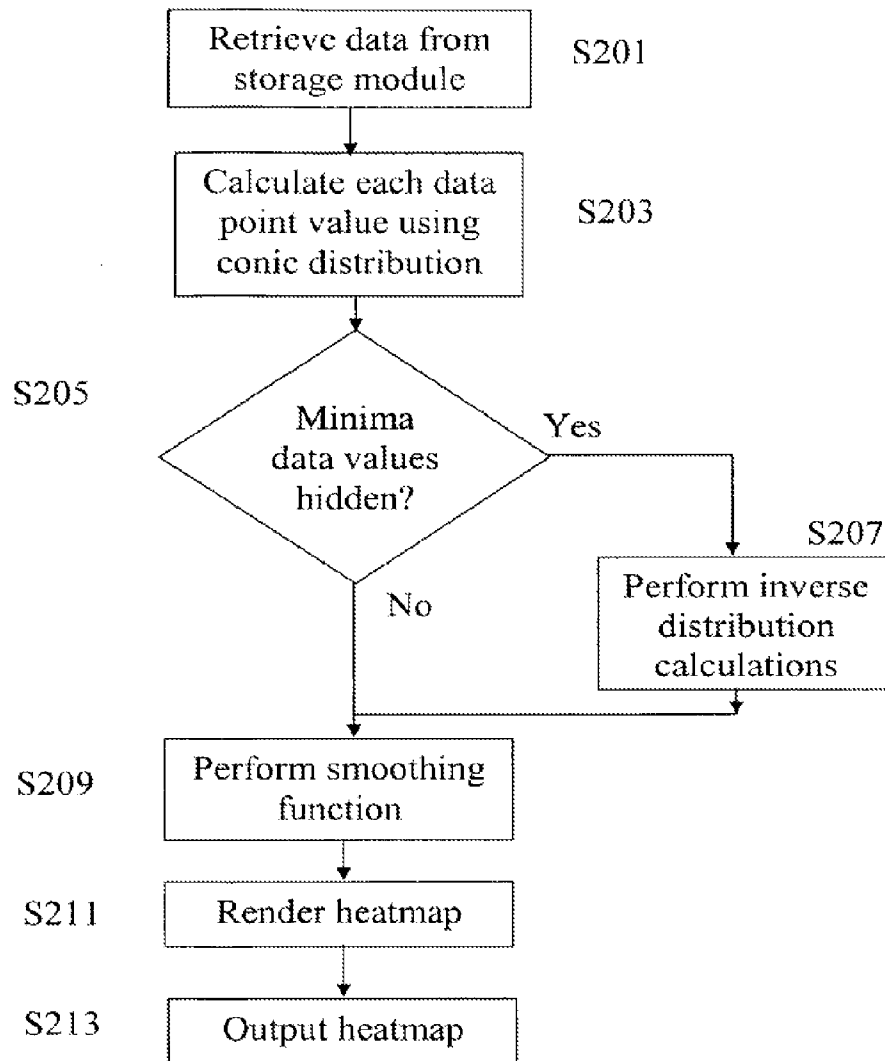 Retrieve data from
storage module
S201
Calculate each data
point value using
conic distribution
S203
S205
Minima
data values
hidden?
Yes
No
S207
Perform inverse
distribution
calculations
S209
Perform smoothing
function
S211
Render heatmap
S213
Output heatmap